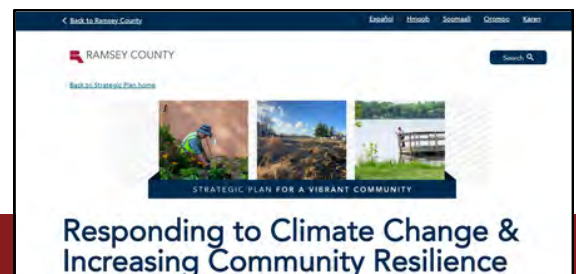 Back to Ramsey County
Español Hmoob Soomaali Oromoo Karen
RAMSEY COUNTY
Search
Back to Strategic Plan home
STRATEGIC PLAN FOR A VIBRANT COMMUNITY
Responding to Climate Change &
Increasing Community Resilience